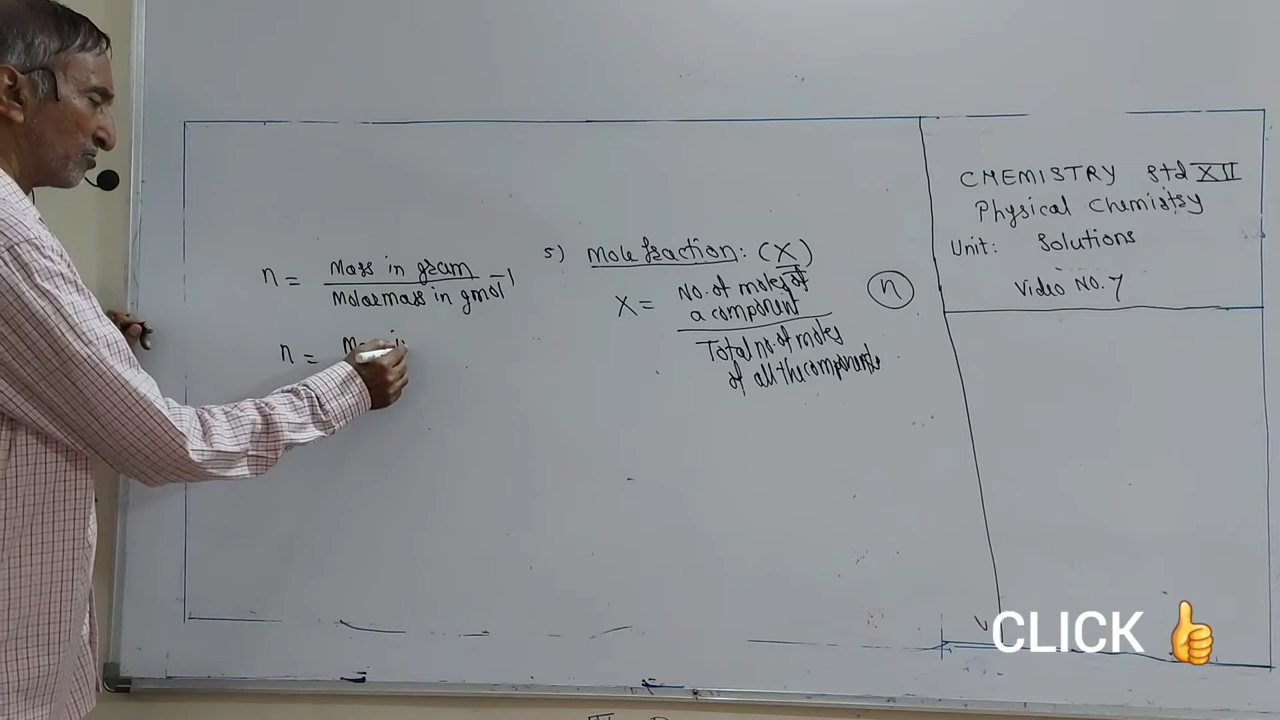 n = Mass in gram
Molar mass in g mol⁻¹
n =
5) Mole fraction: (X)
X = No. of moles of
a component
Total no. of moles
of all the components
n
CHEMISTRY Std XII
Physical Chemistry
Unit: Solutions
Video No. 7
CLICK 👍